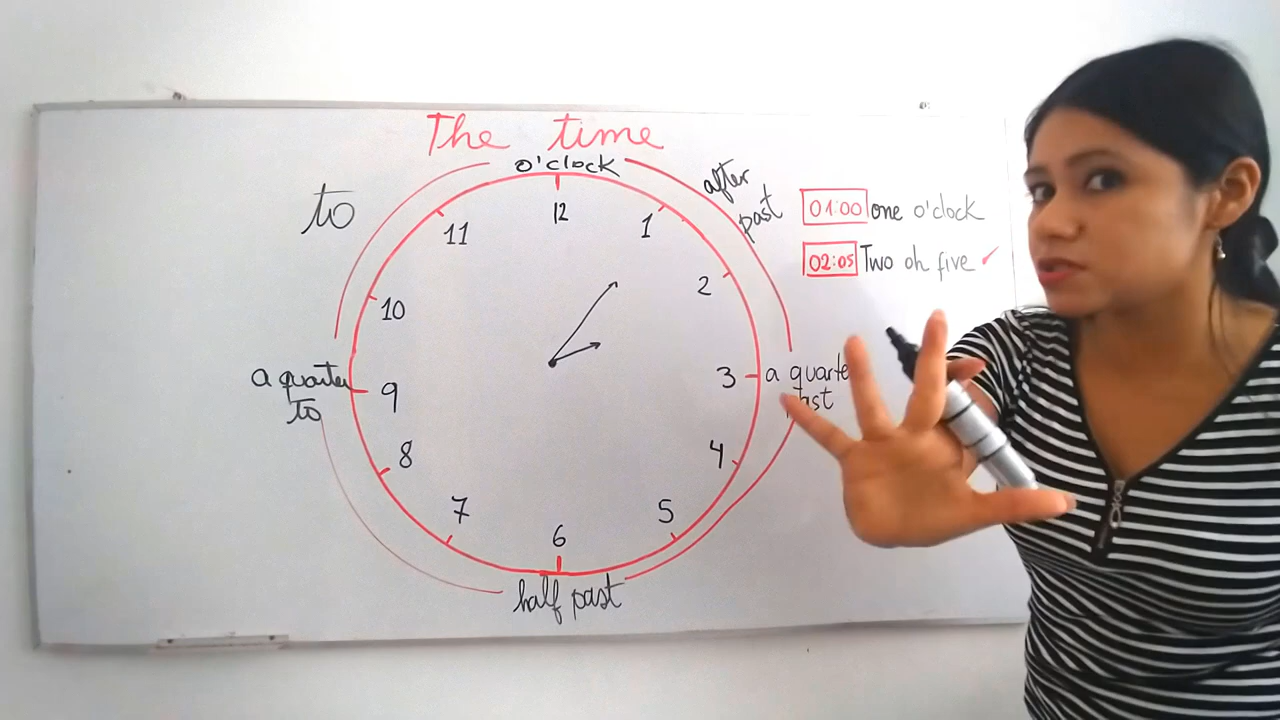 The time
o'clock
after
past
to
12
1
2
3
4
5
6
7
8
9
10
11
a quarter
past
half past
a quarter
to
01:00 one o'clock
02:05 Two oh five